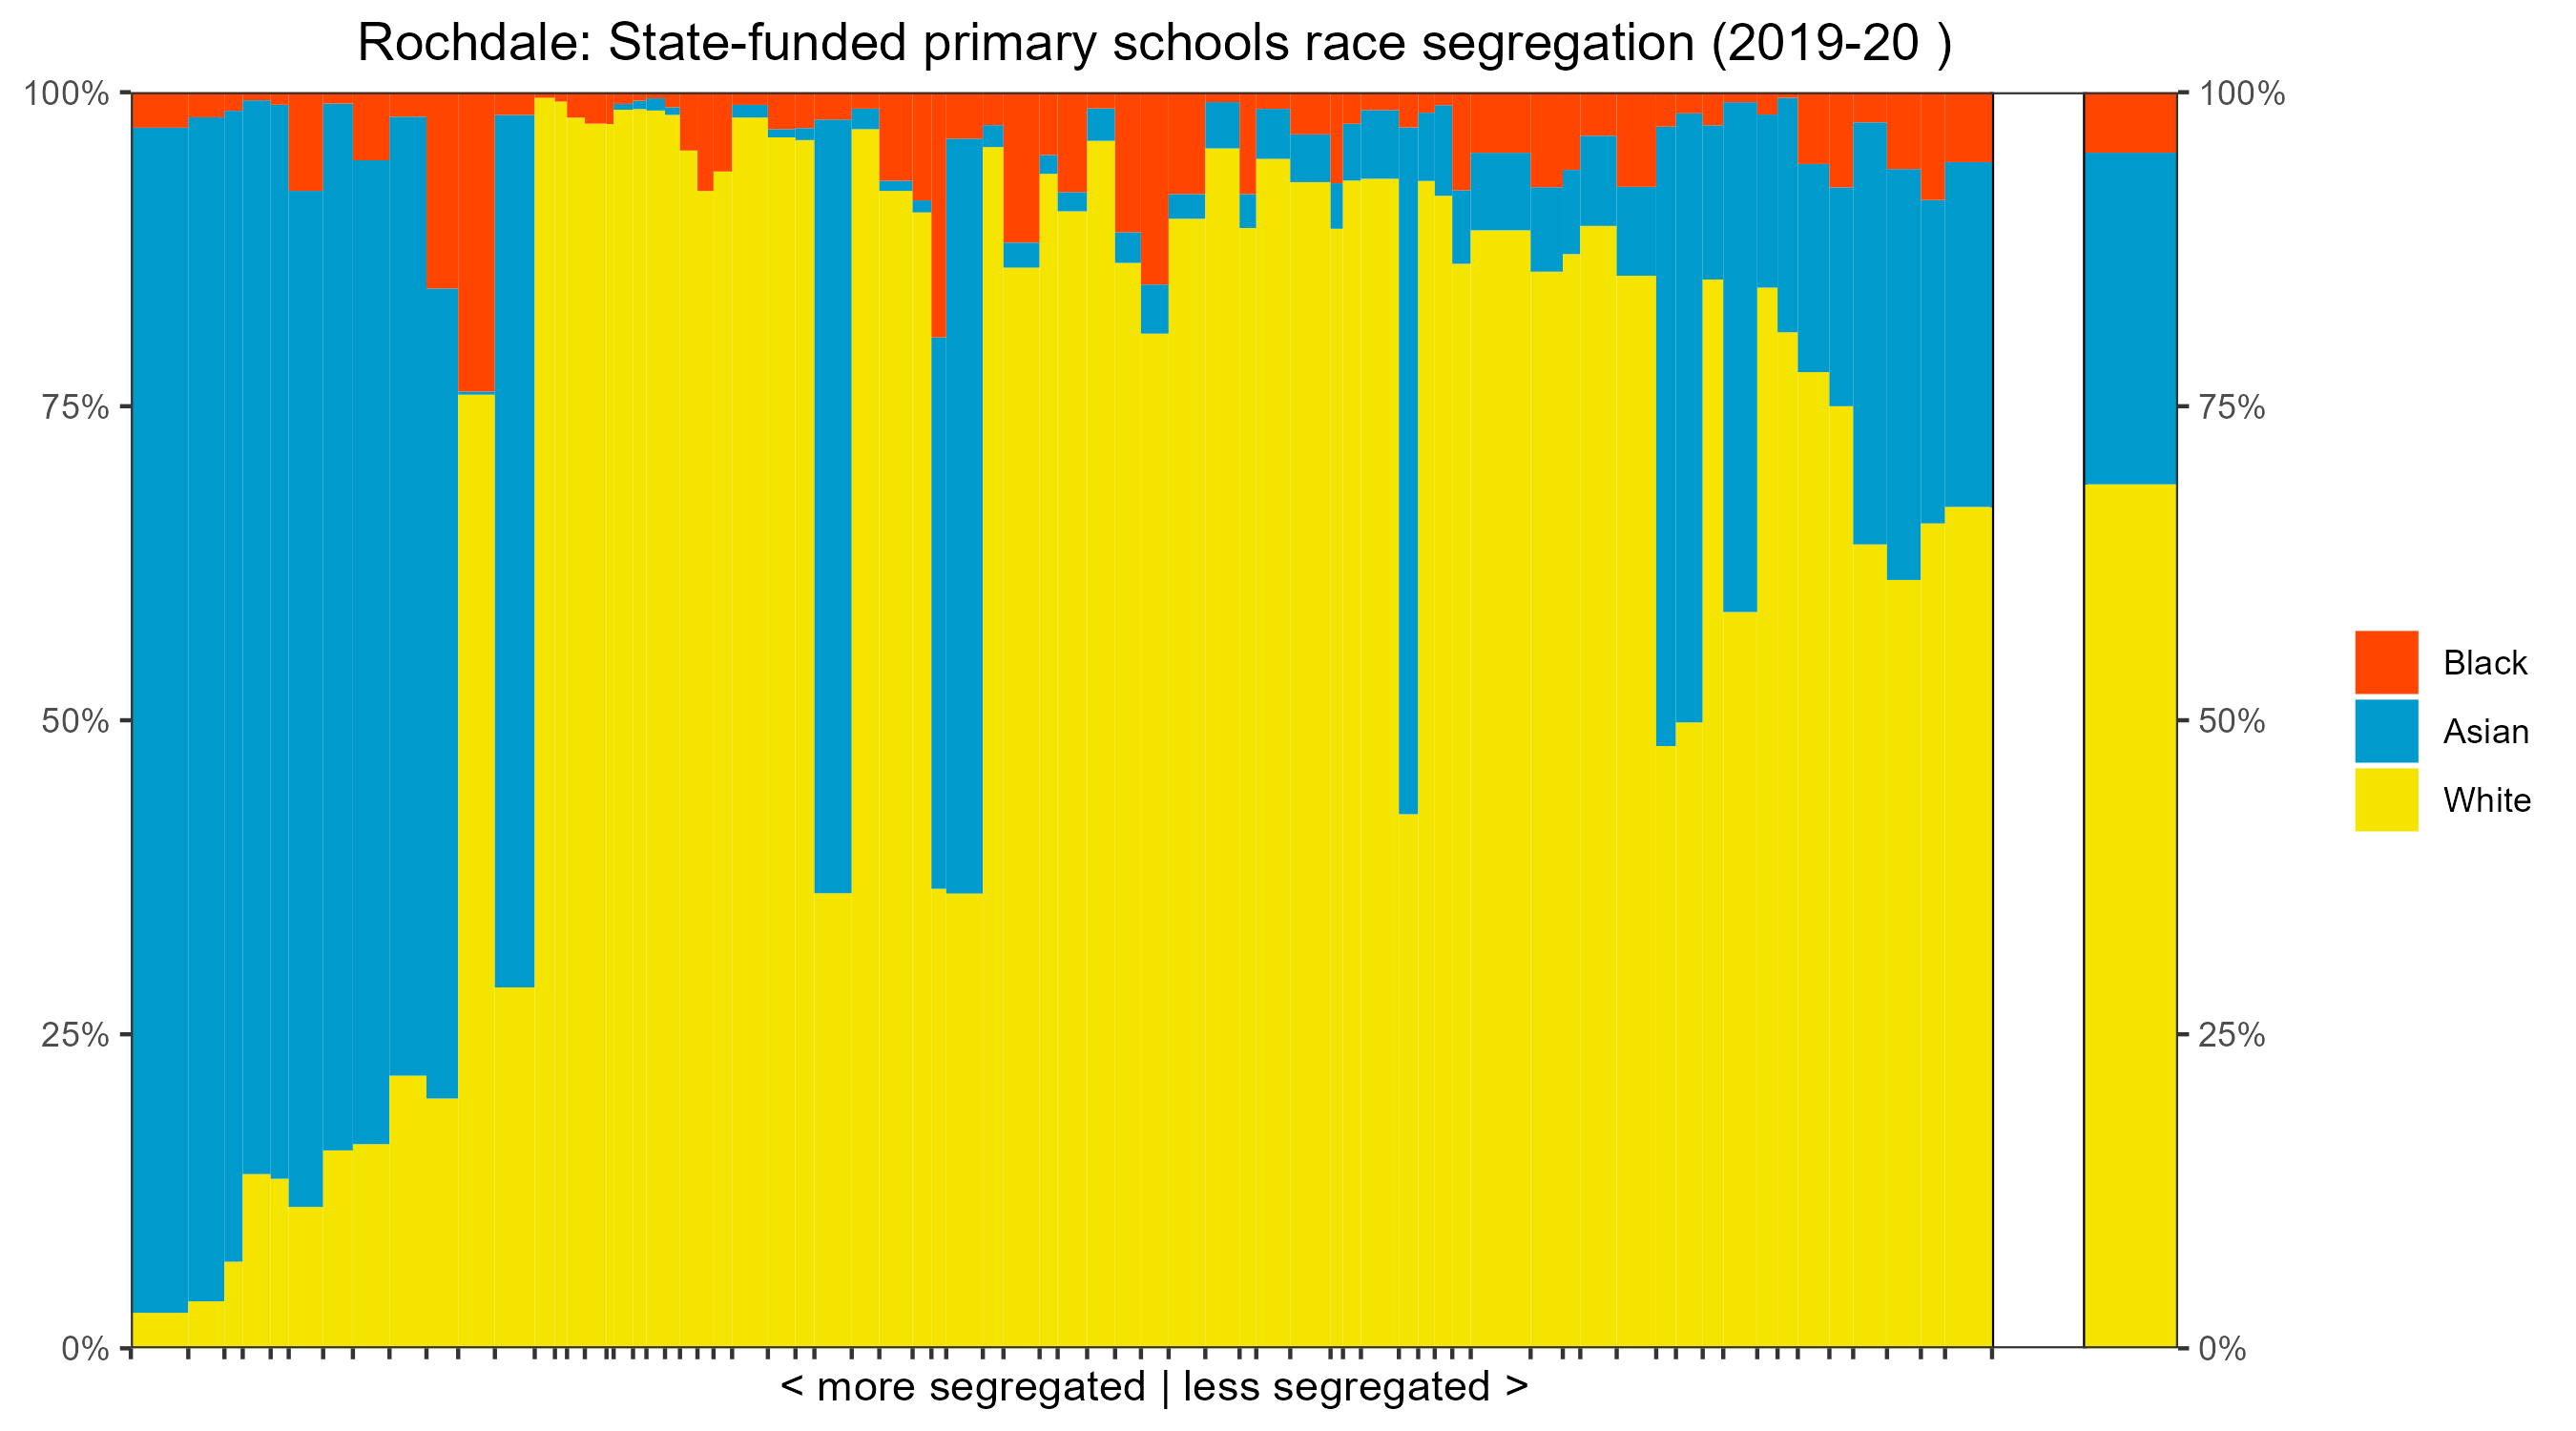 Rochdale: State-funded primary schools race segregation (2019-20 )
100%
75%
50%
25%
0%
100%
75%
50%
25%
0%
Black
Asian
White
< more segregated | less segregated >